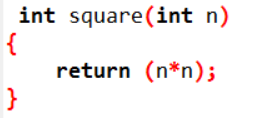 int square(int n)
{
    return (n*n);
}